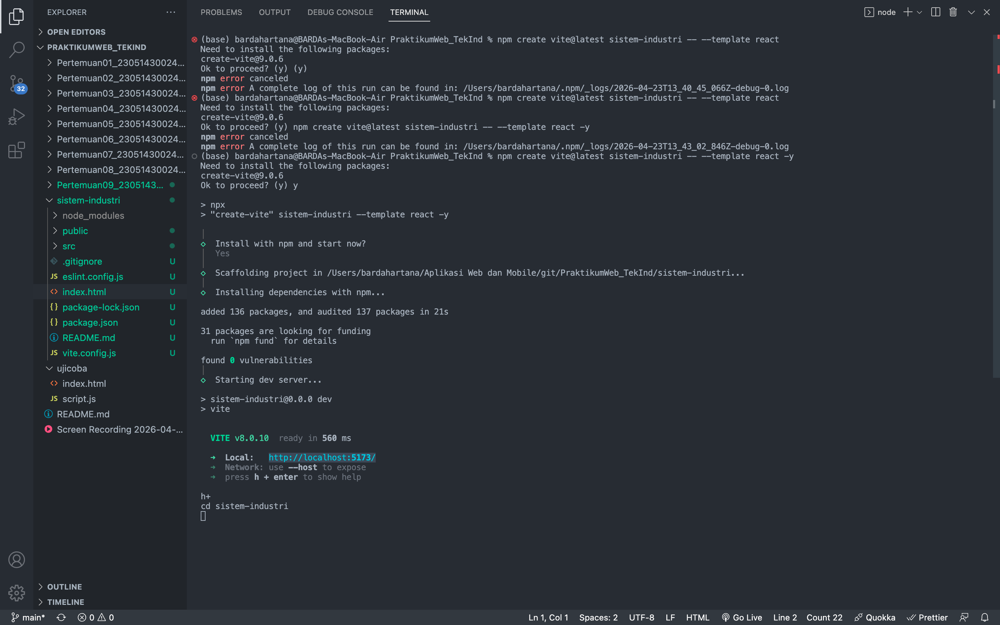 EXPLORER
OPEN EDITORS
PRAKTIKUMWEB_TEKIND
Pertemuan01_23051430024...
Pertemuan02_23051430024...
Pertemuan03_23051430024...
Pertemuan04_23051430024...
Pertemuan05_23051430024...
Pertemuan06_23051430024...
Pertemuan07_23051430024...
Pertemuan08_23051430024...
Pertemuan09_2305143...
sistem-industri
node_modules
public
src
.gitignore U
JS eslint.config.js U
<> index.html U
{} package-lock.json U
{} package.json U
README.md U
JS vite.config.js U
ujicoba
<> index.html
JS script.js
README.md
Screen Recording 2026-04-...
OUTLINE
TIMELINE
32
PROBLEMS OUTPUT DEBUG CONSOLE TERMINAL
node
(base) bardahartana@BARDAs-MacBook-Air PraktikumWeb_TekInd % npm create vite@latest sistem-industri -- --template react
Need to install the following packages:
create-vite@9.0.6
Ok to proceed? (y) (y)
npm error canceled
npm error A complete log of this run can be found in: /Users/bardahartana/.npm/_logs/2026-04-23T13_40_45_066Z-debug-0.log
(base) bardahartana@BARDAs-MacBook-Air PraktikumWeb_TekInd % npm create vite@latest sistem-industri -- --template react
Need to install the following packages:
create-vite@9.0.6
Ok to proceed? (y) npm create vite@latest sistem-industri -- --template react -y
npm error canceled
npm error A complete log of this run can be found in: /Users/bardahartana/.npm/_logs/2026-04-23T13_43_02_846Z-debug-0.log
(base) bardahartana@BARDAs-MacBook-Air PraktikumWeb_TekInd % npm create vite@latest sistem-industri -- --template react -y
Need to install the following packages:
create-vite@9.0.6
Ok to proceed? (y) y
> npx
> "create-vite" sistem-industri --template react -y
Install with npm and start now?
Yes
Scaffolding project in /Users/bardahartana/Aplikasi Web dan Mobile/git/PraktikumWeb_TekInd/sistem-industri...
Installing dependencies with npm...
added 136 packages, and audited 137 packages in 21s
31 packages are looking for funding
run `npm fund` for details
found 0 vulnerabilities
Starting dev server...
> sistem-industri@0.0.0 dev
> vite
VITE v8.0.10 ready in 560 ms
➜ Local: http://localhost:5173/
➜ Network: use --host to expose
➜ press h + enter to show help
h+
cd sistem-industri
main* 0 0 Ln 1, Col 1 Spaces: 2 UTF-8 LF HTML Go Live Line 2 Count 22 Quokka Prettier